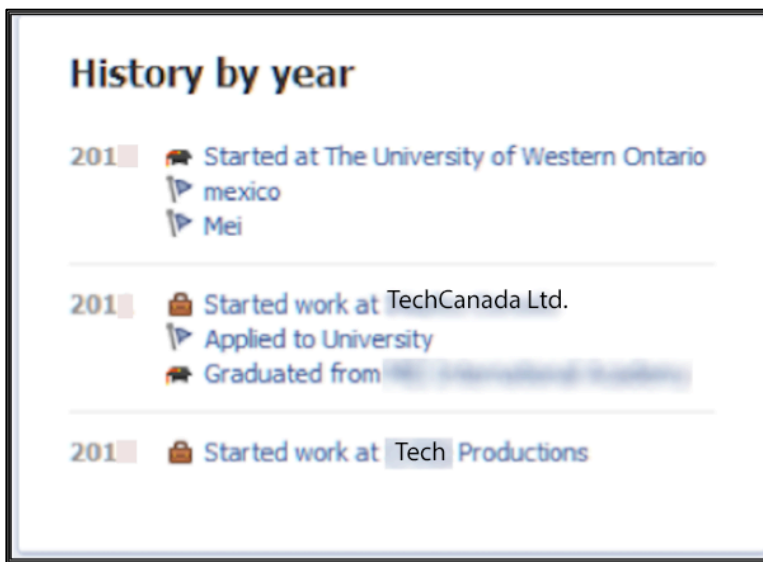 History by year
201 Started at The University of Western Ontario
mexico
Mei
201 Started work at TechCanada Ltd.
Applied to University
Graduated from
201 Started work at Tech Productions